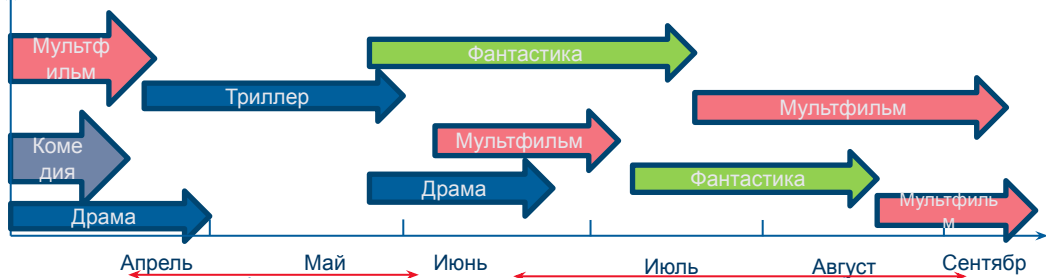 Мультф
ильм
Фантастика
Триллер
Мультфильм
Коме
дия
Мультфильм
Драма
Фантастика
Драма
Мультфиль
м
Апрель Май Июнь Июль Август Сентябр